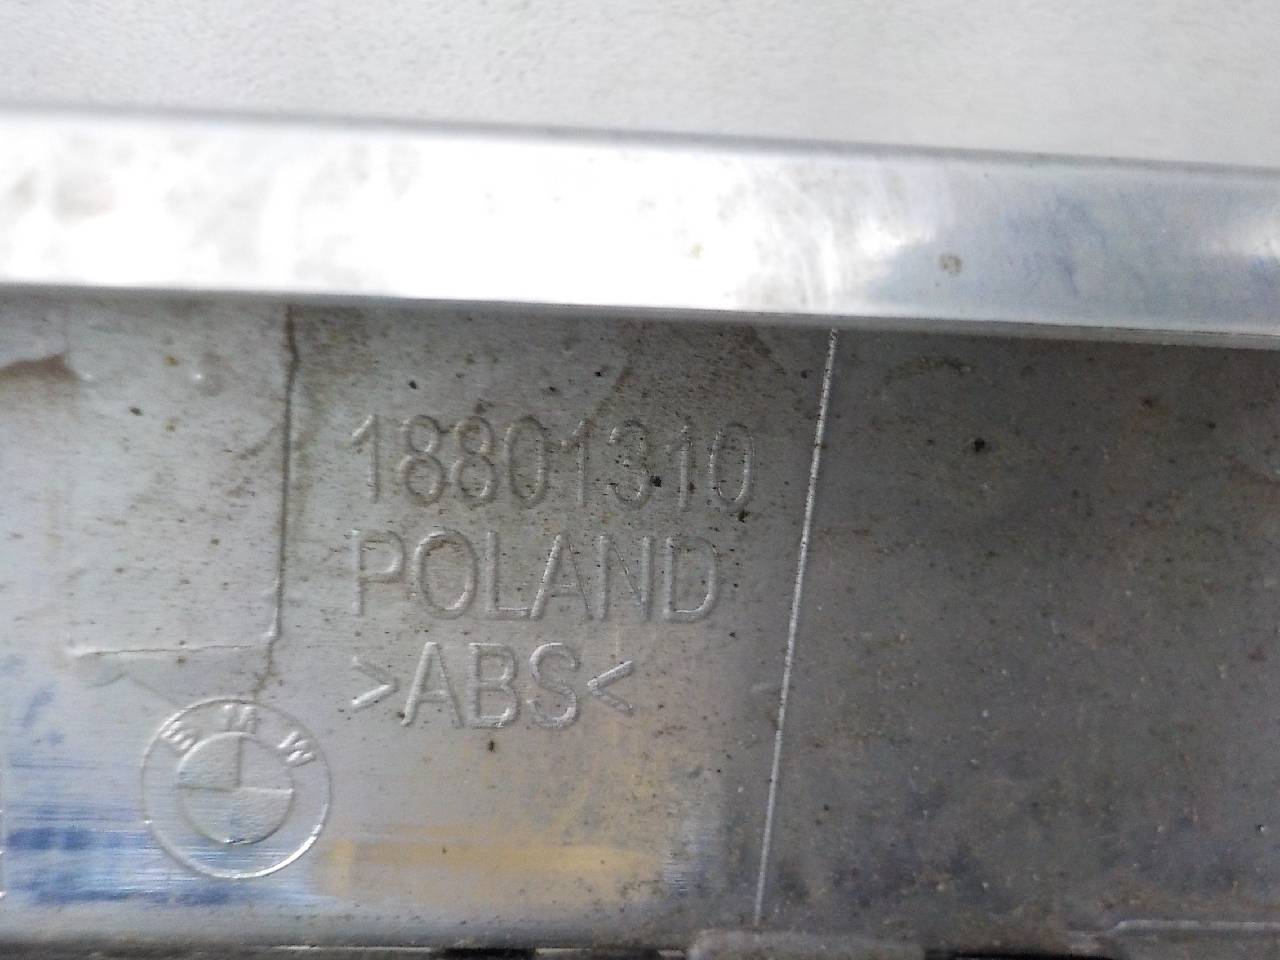 18801310
POLAND
>ABS<
BMW